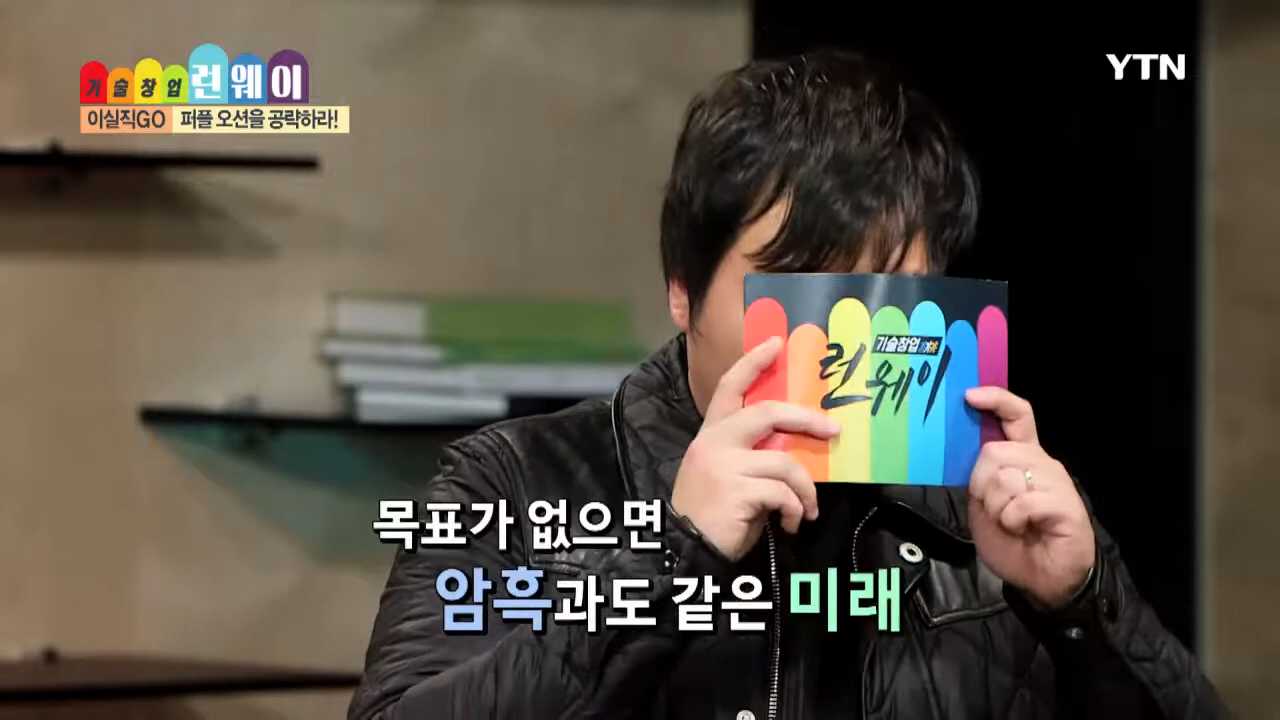 기술창업런웨이
YTN
이실직GO 퍼플 오션을 공략하라!
기술창업
런웨이
목표가 없으면
암흑과도 같은 미래